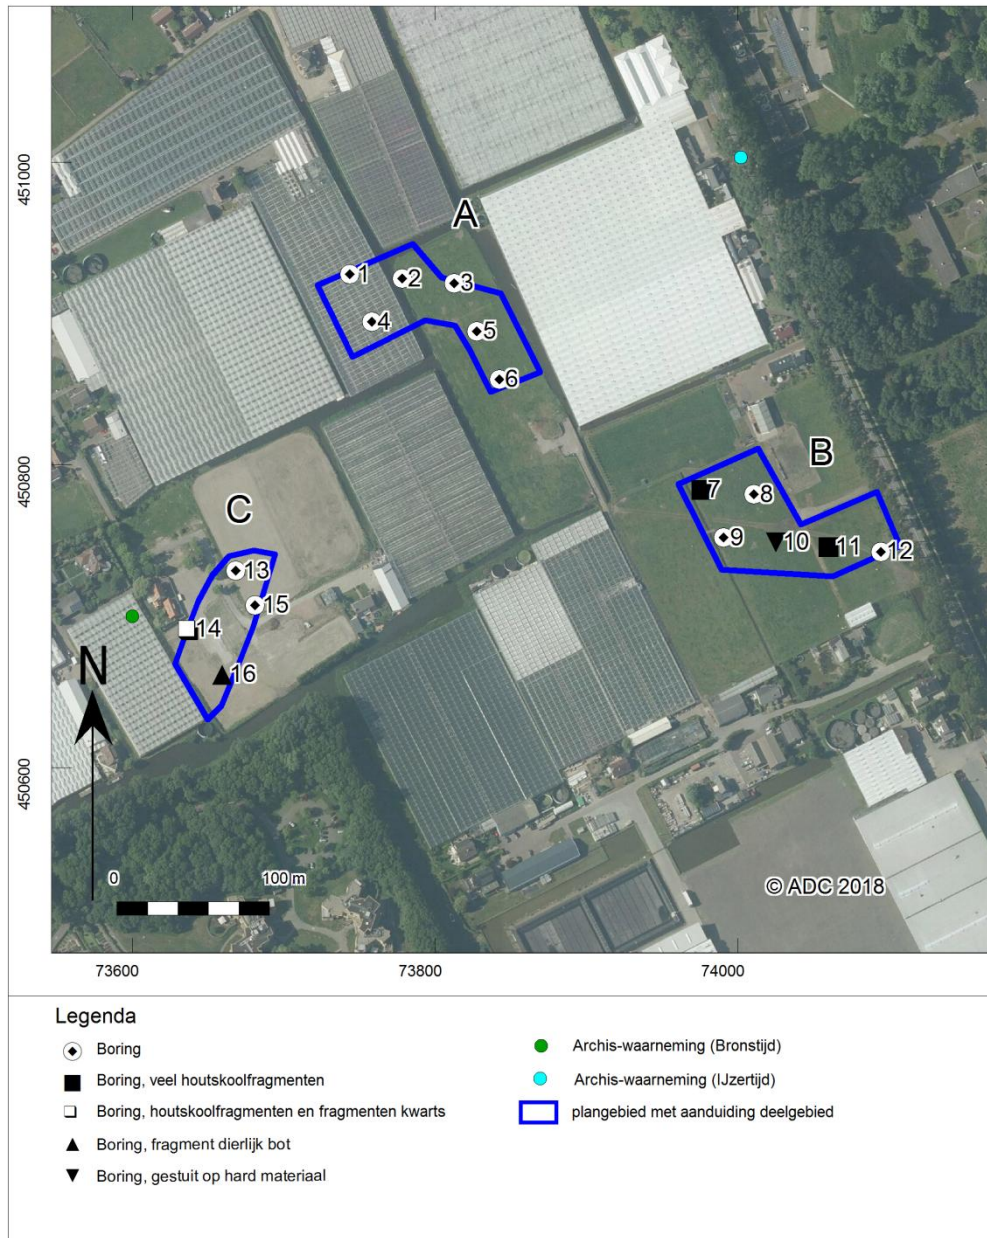 451000
450800
450600
A
1
2
3
4
5
6
B
7
8
9
10
11
12
C
13
14
15
16
N
0 100 m
© ADC 2018
73600 73800 74000
Legenda
Boring
Boring, veel houtskoolfragmenten
Boring, houtskoolfragmenten en fragmenten kwarts
Boring, fragment dierlijk bot
Boring, gestuit op hard materiaal
Archis-waarneming (Bronstijd)
Archis-waarneming (IJzertijd)
plangebied met aanduiding deelgebied